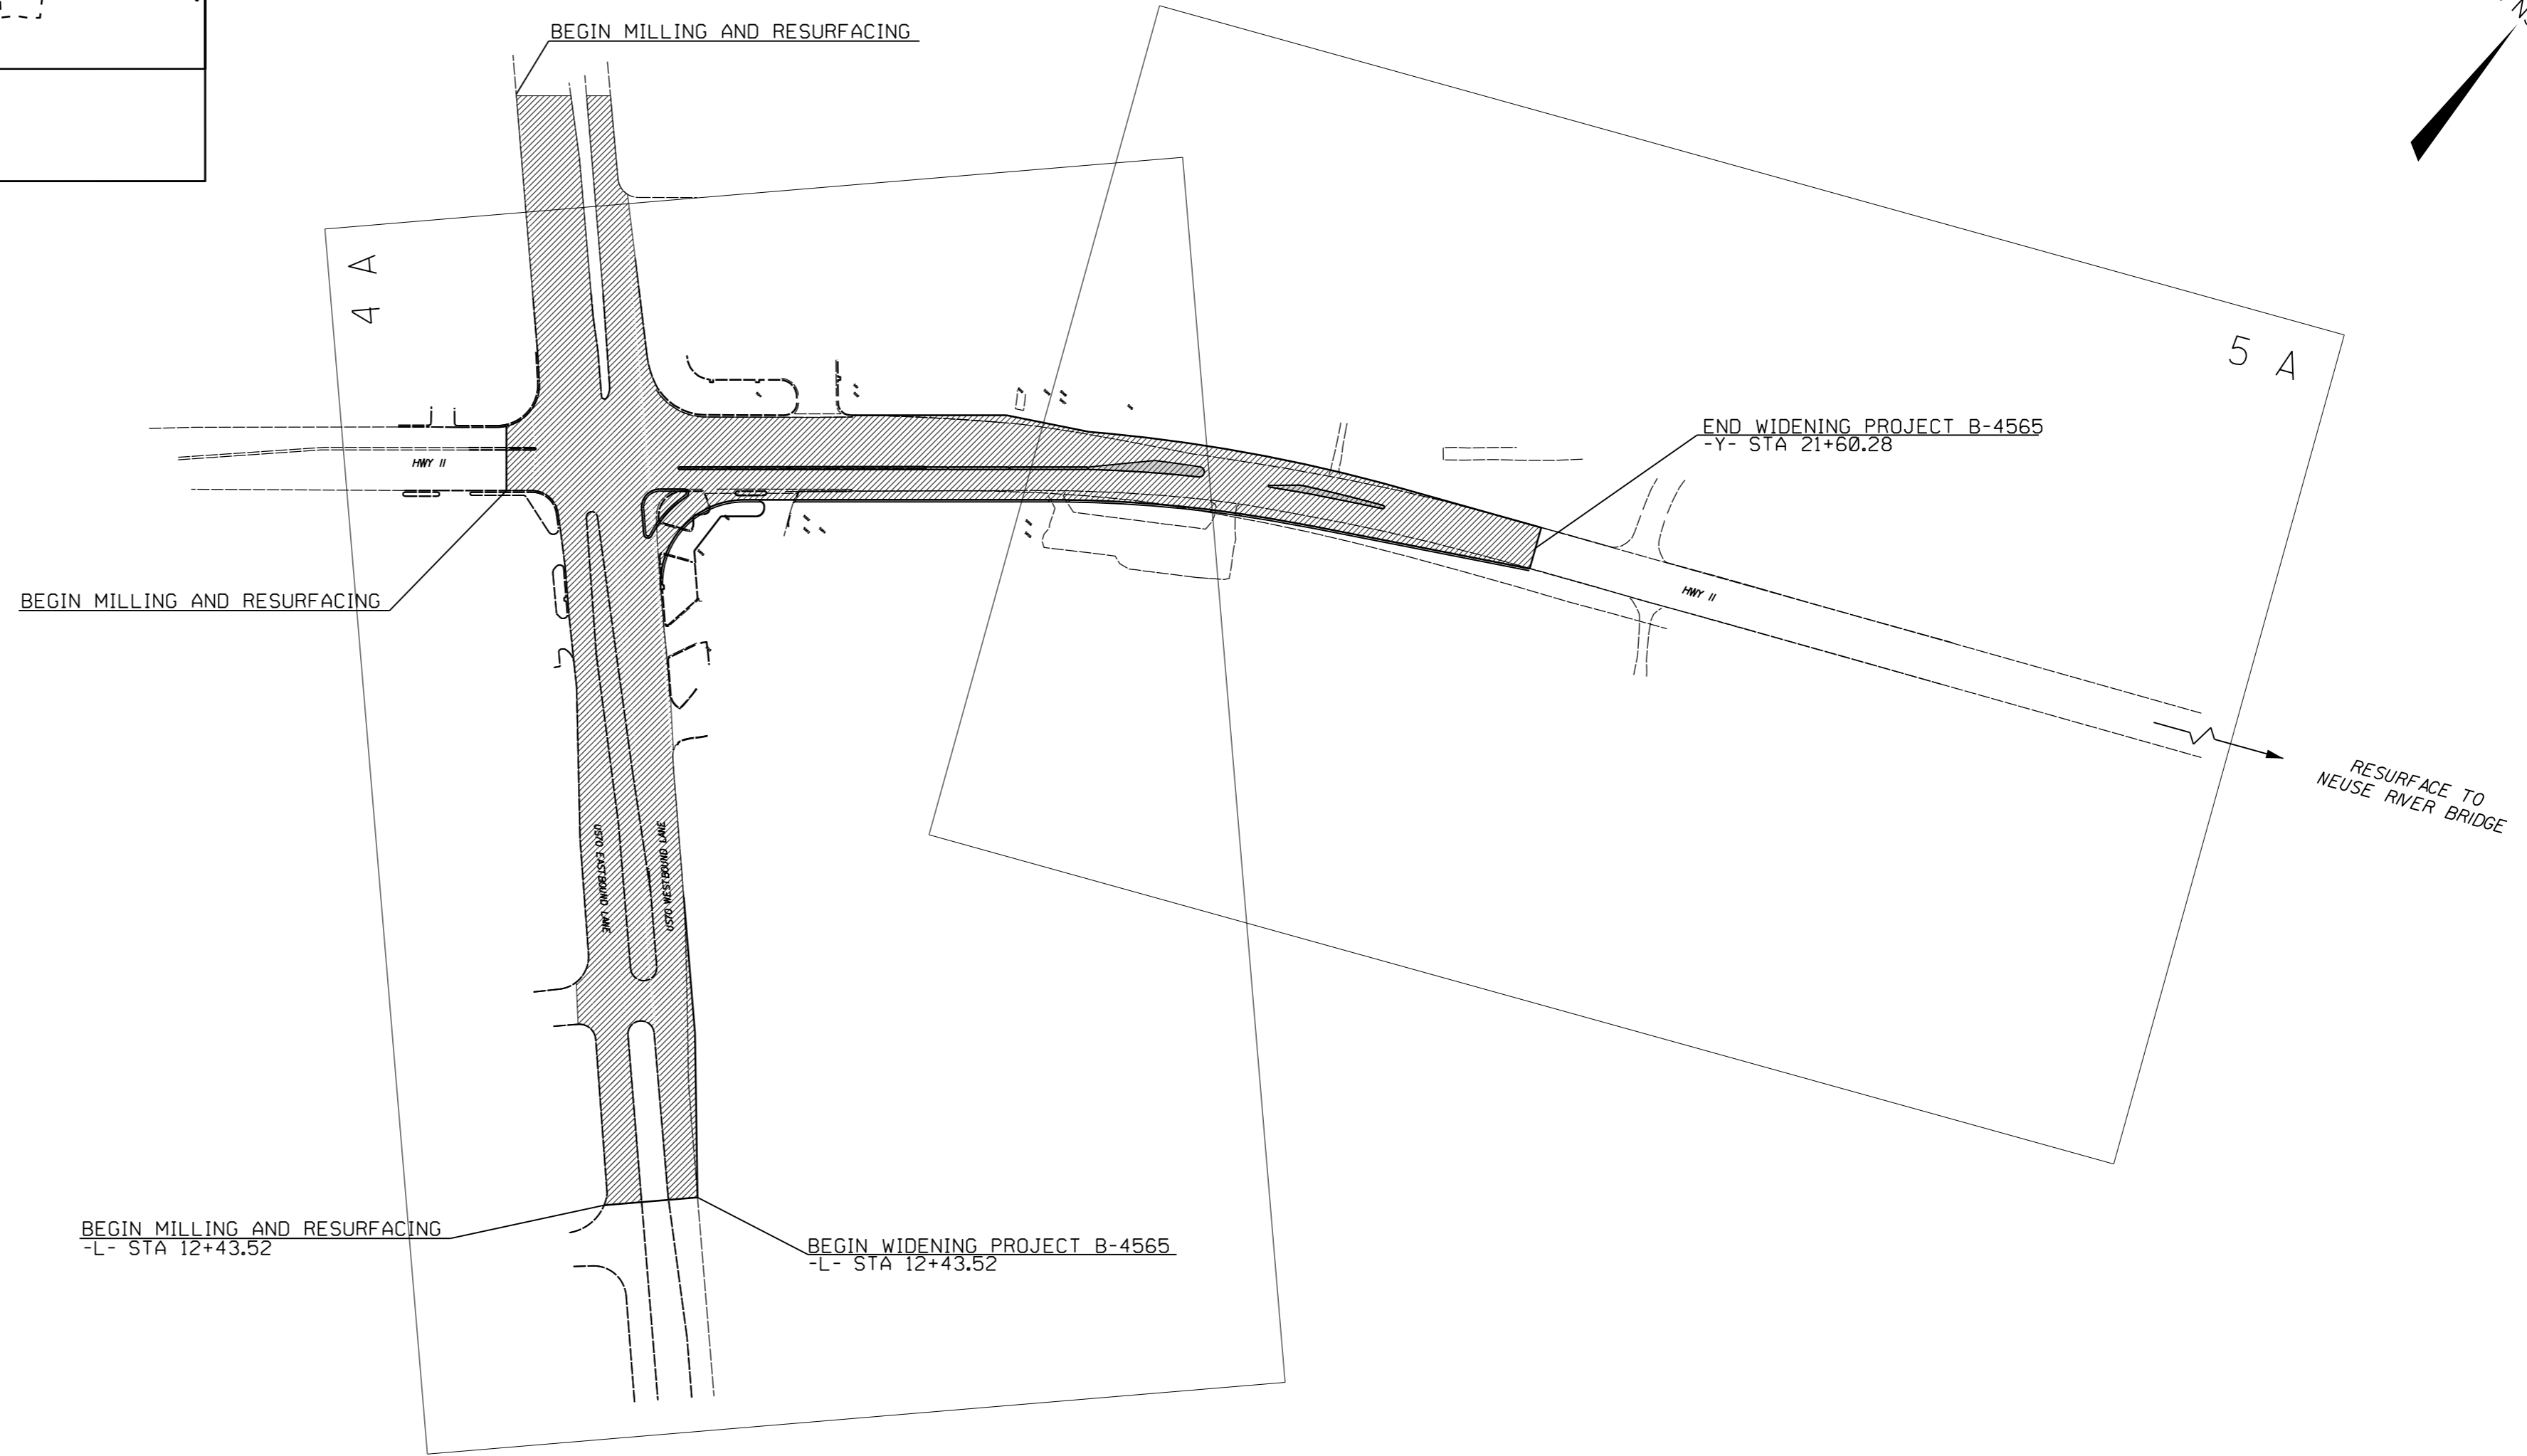 BEGIN MILLING AND RESURFACING
4 A
5 A
HWY 11
END WIDENING PROJECT B-4565
-Y- STA 21+60.28
BEGIN MILLING AND RESURFACING
HWY 11
RESURFACE TO
NEUSE RIVER BRIDGE
US70 EASTBOUND LANE
US70 WESTBOUND LANE
BEGIN MILLING AND RESURFACING
-L- STA 12+43.52
BEGIN WIDENING PROJECT B-4565
-L- STA 12+43.52